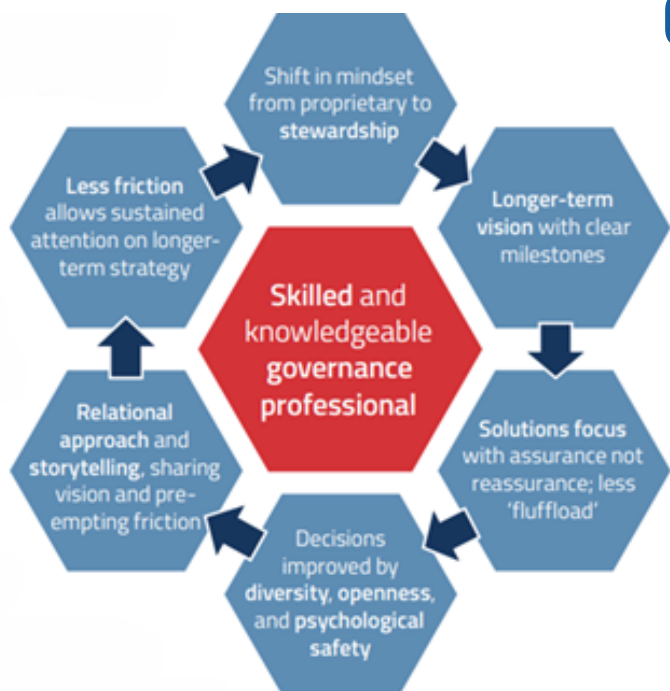 Shift in mindset
from proprietary to
stewardship
Longer-term
vision with clear
milestones
Solutions focus
with assurance not
reassurance; less
'fluffload'
Decisions
improved by
diversity, openness,
and psychological
safety
Relational
approach and
storytelling, sharing
vision and pre-
empting friction
Less friction
allows sustained
attention on longer-
term strategy
Skilled and
knowledgeable
governance
professional